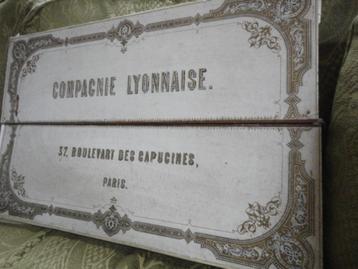 COMPAGNIE LYONNAISE.
37, BOULEVART DES CAPUCINES,
PARIS.